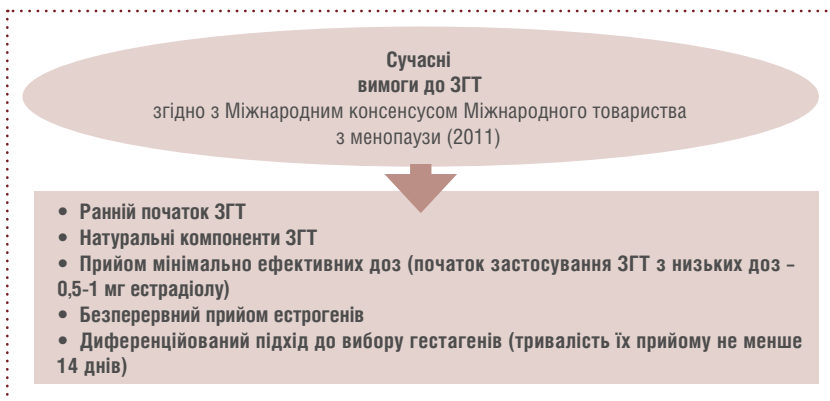 Сучасні
вимоги до ЗГТ
згідно з Міжнародним консенсусом Міжнародного товариства
з менопаузи (2011)
• Ранній початок ЗГТ
• Натуральні компоненти ЗГТ
• Прийом мінімально ефективних доз (початок застосування ЗГТ з низьких доз –
0,5-1 мг естрадіолу)
• Безперервний прийом естрогенів
• Диференційований підхід до вибору гестагенів (тривалість їх прийому не менше
14 днів)